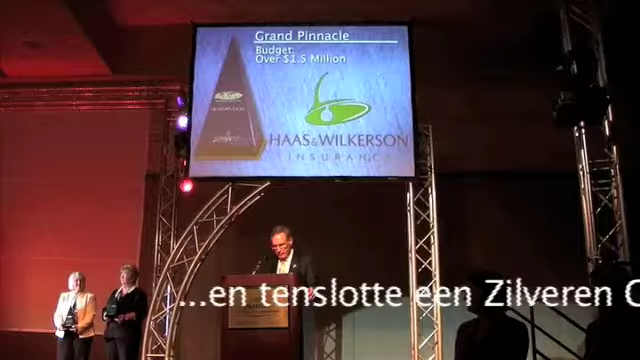 Grand Pinnacle
Budget:
Over $1.5 Million
HAAS & WILKERSON
INSURANCE
...en tenslotte een Zilveren